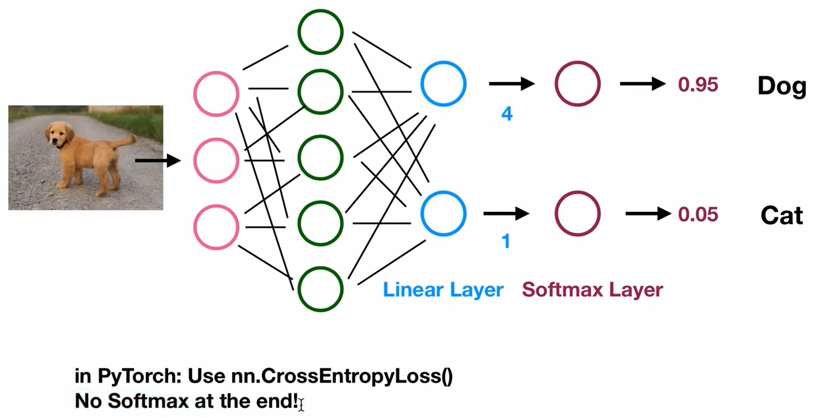 4
0.95
Dog
1
0.05
Cat
Linear Layer
Softmax Layer
in PyTorch: Use nn.CrossEntropyLoss()
No Softmax at the end!